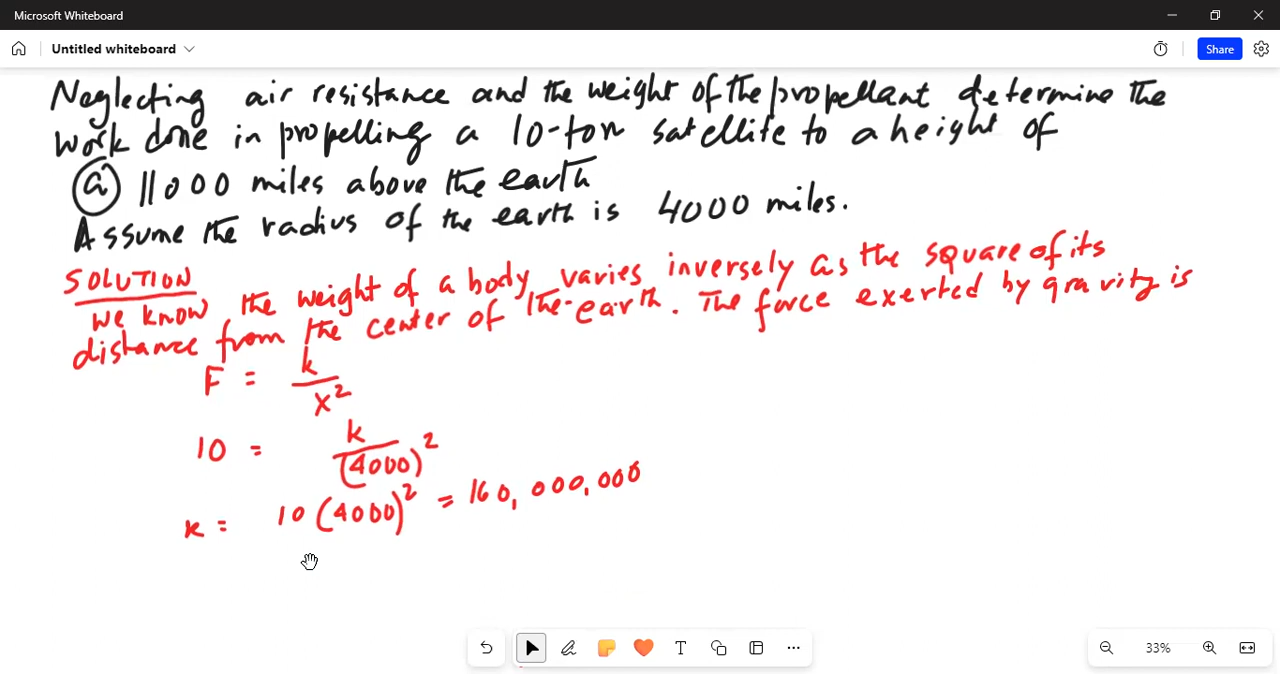 Microsoft Whiteboard
Untitled whiteboard
Share
Neglecting air resistance and the weight of the propellant determine the
work done in propelling a 10-ton satellite to a height of
(a) 11000 miles above the earth
Assume the radius of the earth is 4000 miles.
SOLUTION
we know the weight of a body varies inversely as the square of its
distance from the center of the earth. The force exerted by gravity is
F = k/x²
10 = k/(4000)²
k = 10 (4000)² = 160,000,000
T
33%